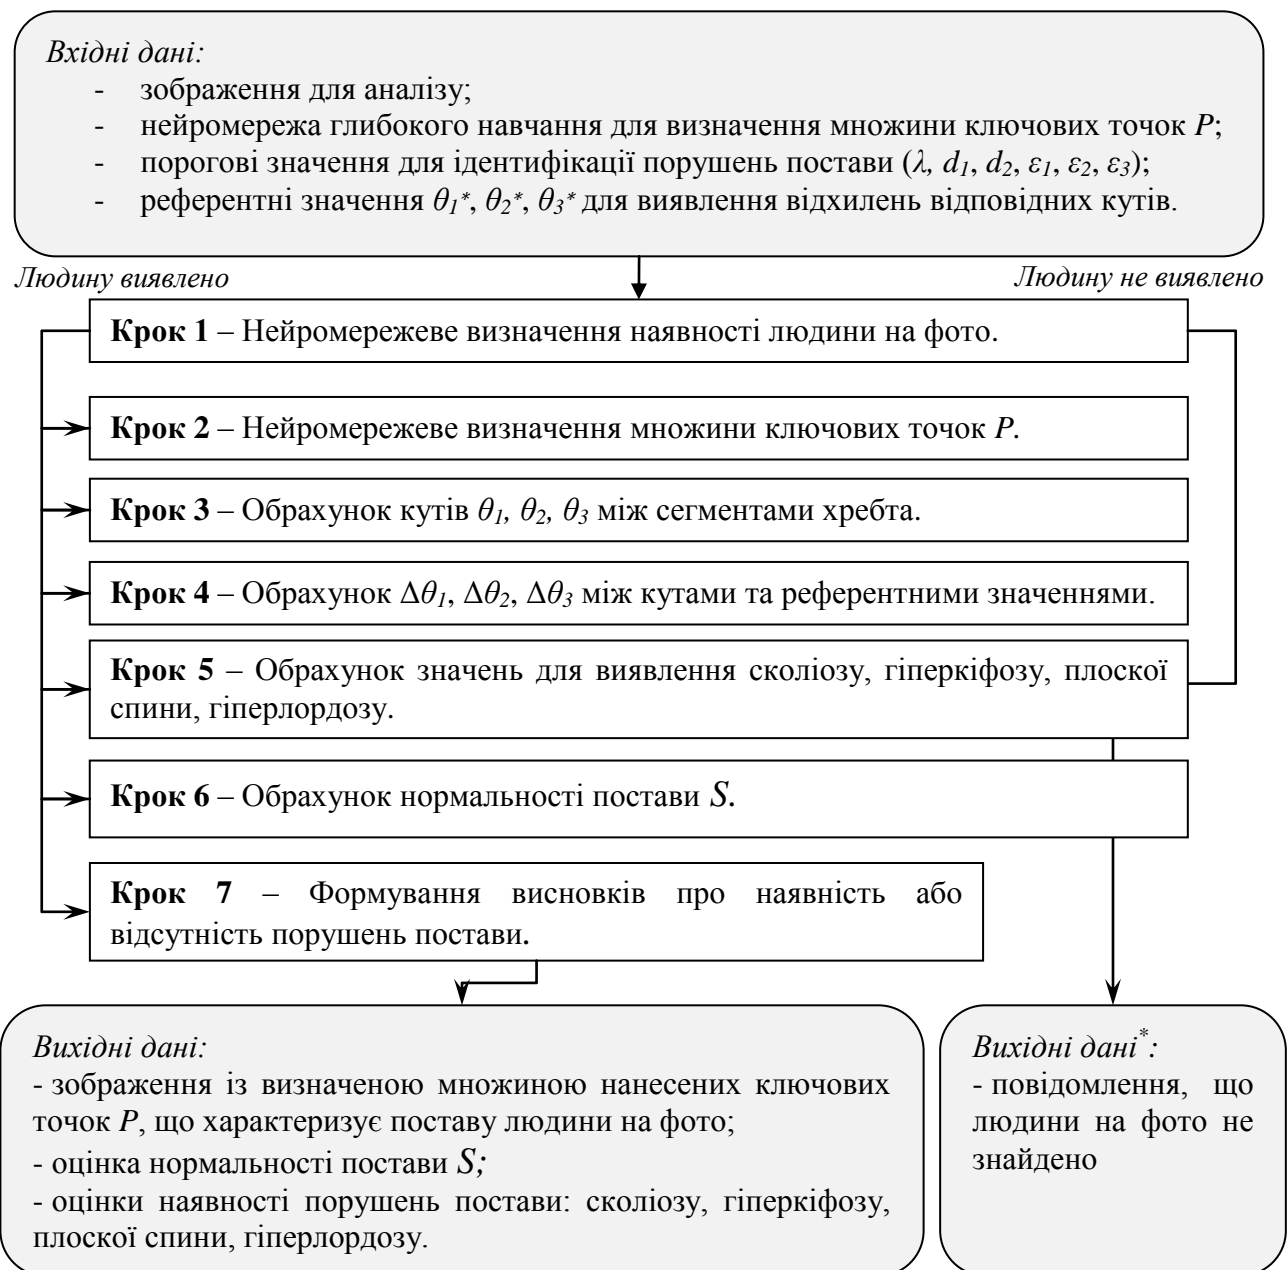 Вхідні дані:
- зображення для аналізу;
- нейромережа глибокого навчання для визначення множини ключових точок P;
- порогові значення для ідентифікації порушень постави (λ, d₁, d₂, ε₁, ε₂, ε₃);
- референтні значення θ₁*, θ₂*, θ₃* для виявлення відхилень відповідних кутів.
Людину виявлено
Людину не виявлено
Крок 1 – Нейромережеве визначення наявності людини на фото.
Крок 2 – Нейромережеве визначення множини ключових точок P.
Крок 3 – Обрахунок кутів θ₁, θ₂, θ₃ між сегментами хребта.
Крок 4 – Обрахунок Δθ₁, Δθ₂, Δθ₃ між кутами та референтними значеннями.
Крок 5 – Обрахунок значень для виявлення сколіозу, гіперкіфозу, плоскої
спини, гіперлордозу.
Крок 6 – Обрахунок нормальності постави S.
Крок 7 – Формування висновків про наявність або
відсутність порушень постави.
Вихідні дані:
- зображення із визначеною множиною нанесених ключових
точок P, що характеризує поставу людини на фото;
- оцінка нормальності постави S;
- оцінки наявності порушень постави: сколіозу, гіперкіфозу,
плоскої спини, гіперлордозу.
Вихідні дані*:
- повідомлення, що
людини на фото не
знайдено